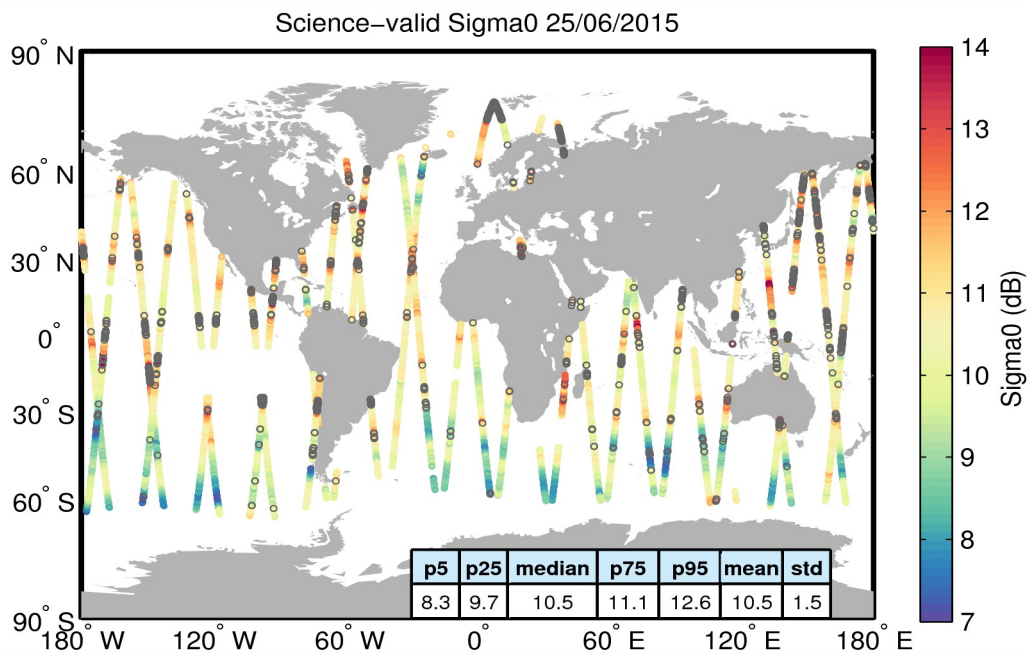 Science−valid Sigma0 25/06/2015
90° N
60° N
30° N
0°
30° S
60° S
90° S
180° W
120° W
60° W
0°
60° E
120° E
180° E
p5 p25 median p75 p95 mean std
8.3 9.7 10.5 11.1 12.6 10.5 1.5
14
13
12
11
10
9
8
7
Sigma0 (dB)